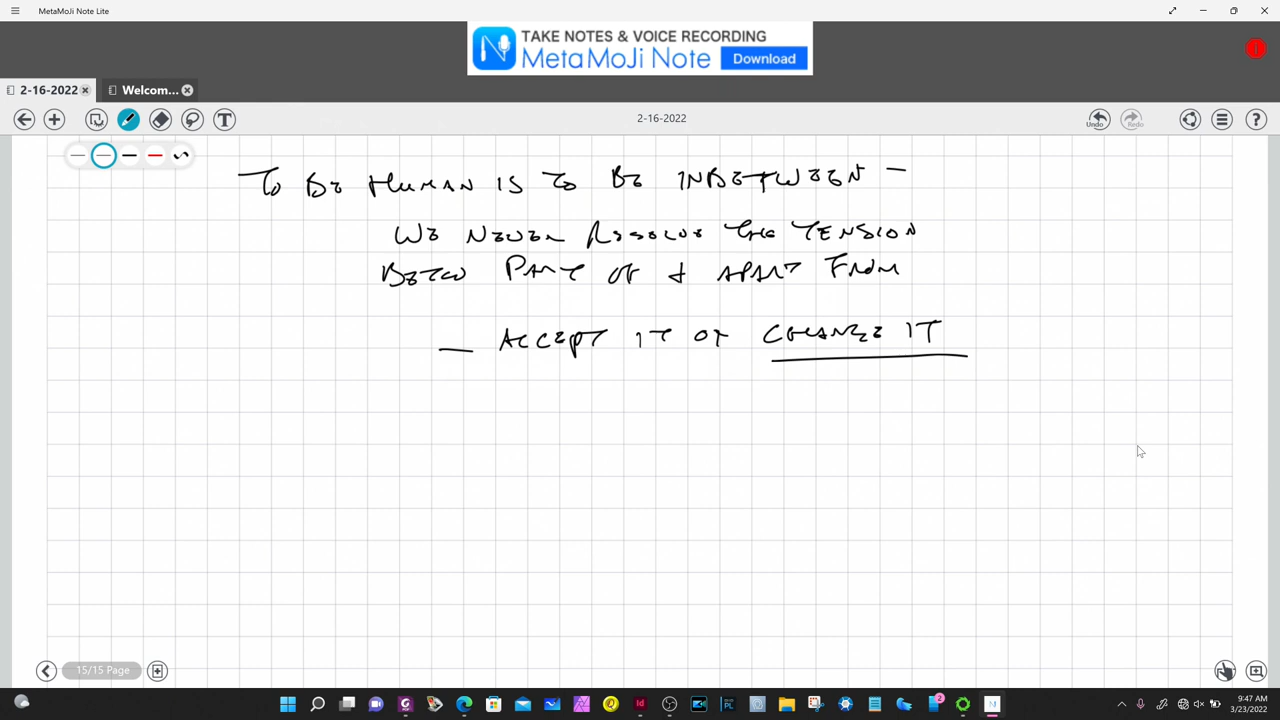 MetaMoJi Note Lite
TAKE NOTES & VOICE RECORDING
MetaMoJi Note Download
2-16-2022
Welcom...
T
2-16-2022
Undo
Redo
TO BE HUMAN IS TO BE INBETWEEN —
WE NEVER RESOLVE THE TENSION
BETW PART OF & APART FROM
— ACCEPT IT OR CHANGE IT
15/15 Page
9:47 AM
3/23/2022